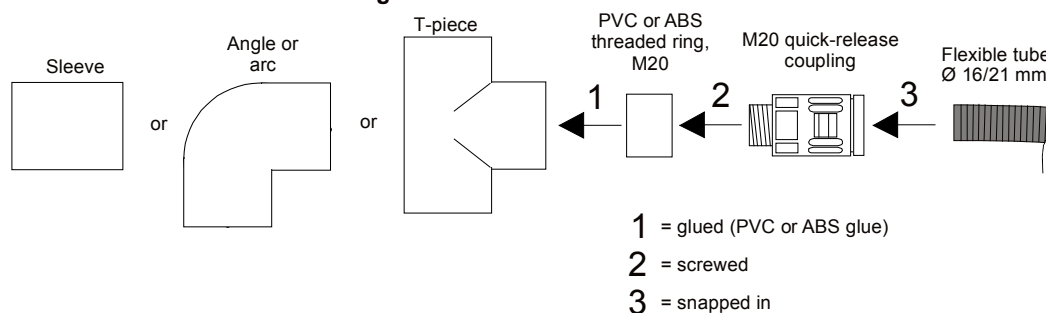 T-piece
PVC or ABS
threaded ring,
M20
M20 quick-release
coupling
Flexible tube
Ø 16/21 mm
Angle or
arc
Sleeve
or
or
1
2
3
1 = glued (PVC or ABS glue)
2 = screwed
3 = snapped in